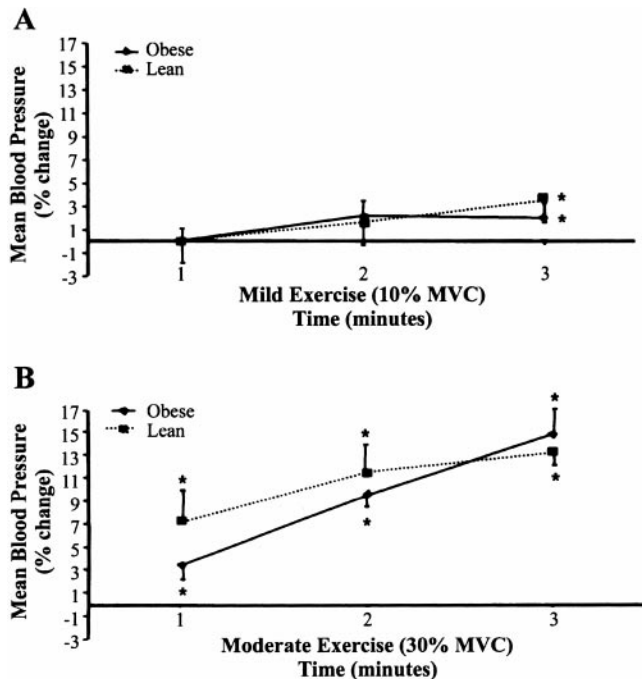 A
17
15
13
11
9
7
5
3
1
-1
-3
Mean Blood Pressure
(% change)
Obese
Lean
*
*
1 2 3
Mild Exercise (10% MVC)
Time (minutes)
B
17
15
13
11
9
7
5
3
1
-1
-3
Mean Blood Pressure
(% change)
Obese
Lean
*
*
*
*
*
*
1 2 3
Moderate Exercise (30% MVC)
Time (minutes)